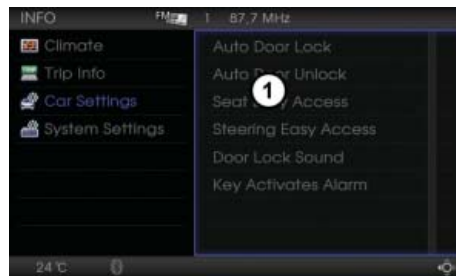 INFO FM 1 87,7 MHz
Climate
Trip Info
Car Settings
System Settings
Auto Door Lock
Auto Unlock
Seat Access
Steering Easy Access
Door Lock Sound
Key Activates Alarm
1
24°C